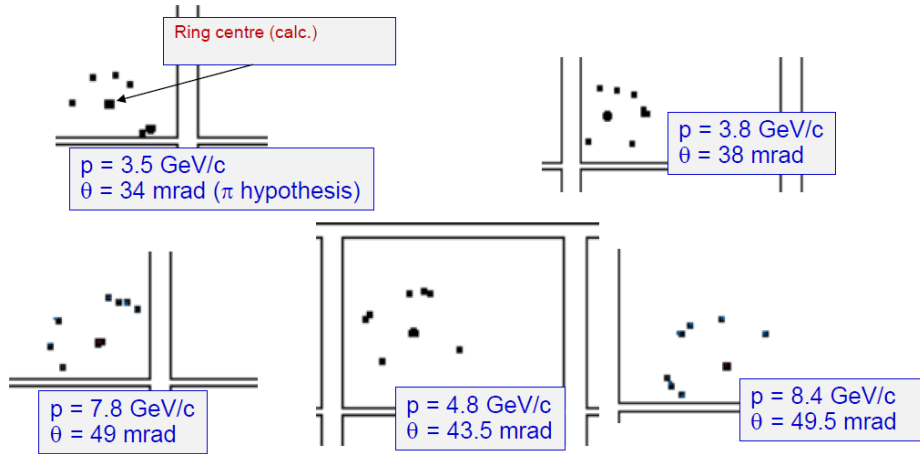 Ring centre (calc.)
p = 3.5 GeV/c
θ = 34 mrad (π hypothesis)
p = 3.8 GeV/c
θ = 38 mrad
p = 7.8 GeV/c
θ = 49 mrad
p = 4.8 GeV/c
θ = 43.5 mrad
p = 8.4 GeV/c
θ = 49.5 mrad